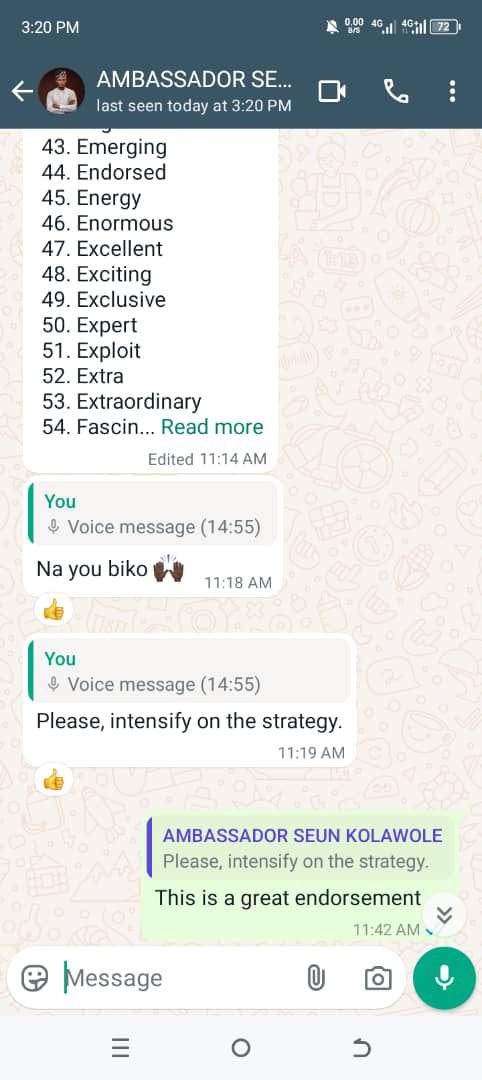 3:20 PM
0.00 B/S 4G 4G+ 72
AMBASSADOR SE...
last seen today at 3:20 PM
43. Emerging
44. Endorsed
45. Energy
46. Enormous
47. Excellent
48. Exciting
49. Exclusive
50. Expert
51. Exploit
52. Extra
53. Extraordinary
54. Fascin... Read more
Edited 11:14 AM
You
Voice message (14:55)
Na you biko 🙌🏿
11:18 AM
👍
You
Voice message (14:55)
Please, intensify on the strategy.
11:19 AM
👍
AMBASSADOR SEUN KOLAWOLE
Please, intensify on the strategy.
This is a great endorsement
11:42 AM
Message